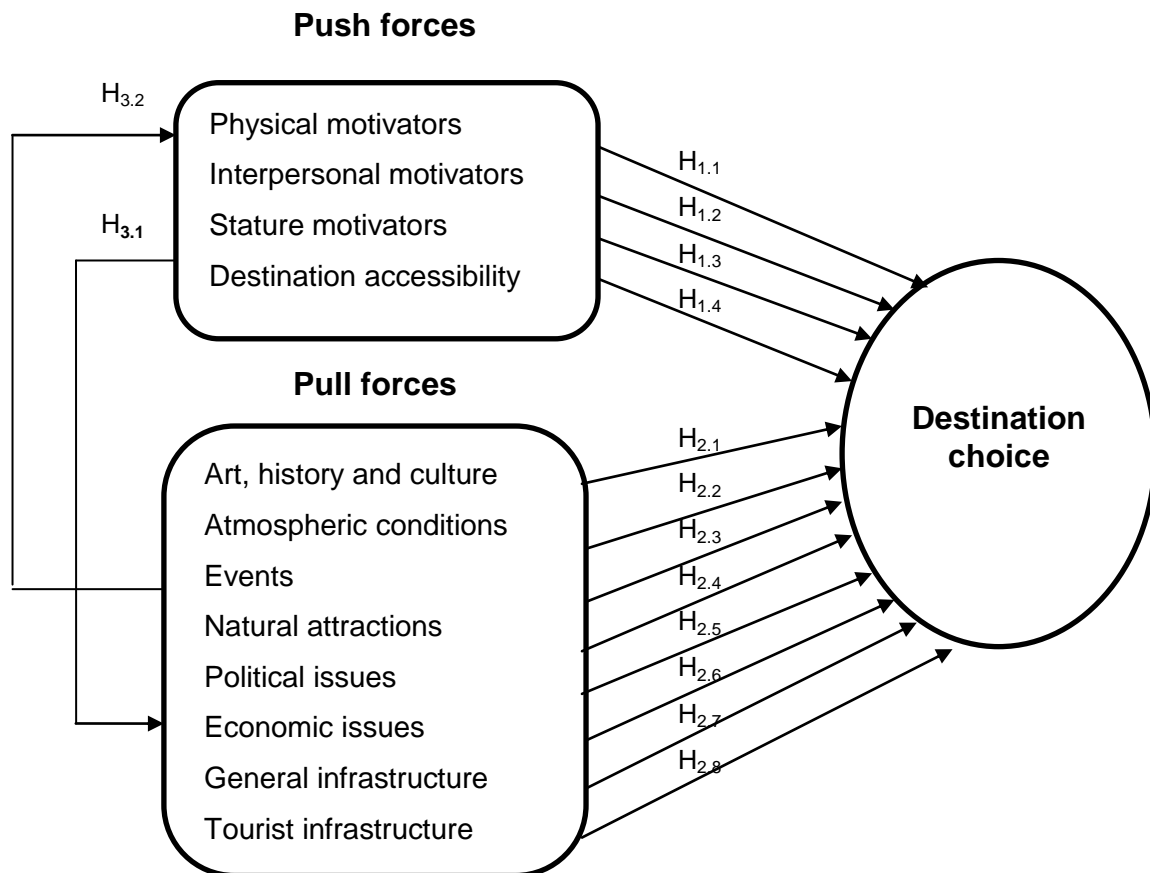 Push forces
H3.2
Physical motivators
Interpersonal motivators
Stature motivators
Destination accessibility
H3.1
H1.1
H1.2
H1.3
H1.4
Pull forces
Art, history and culture
Atmospheric conditions
Events
Natural attractions
Political issues
Economic issues
General infrastructure
Tourist infrastructure
H2.1
H2.2
H2.3
H2.4
H2.5
H2.6
H2.7
H2.8
Destination
choice